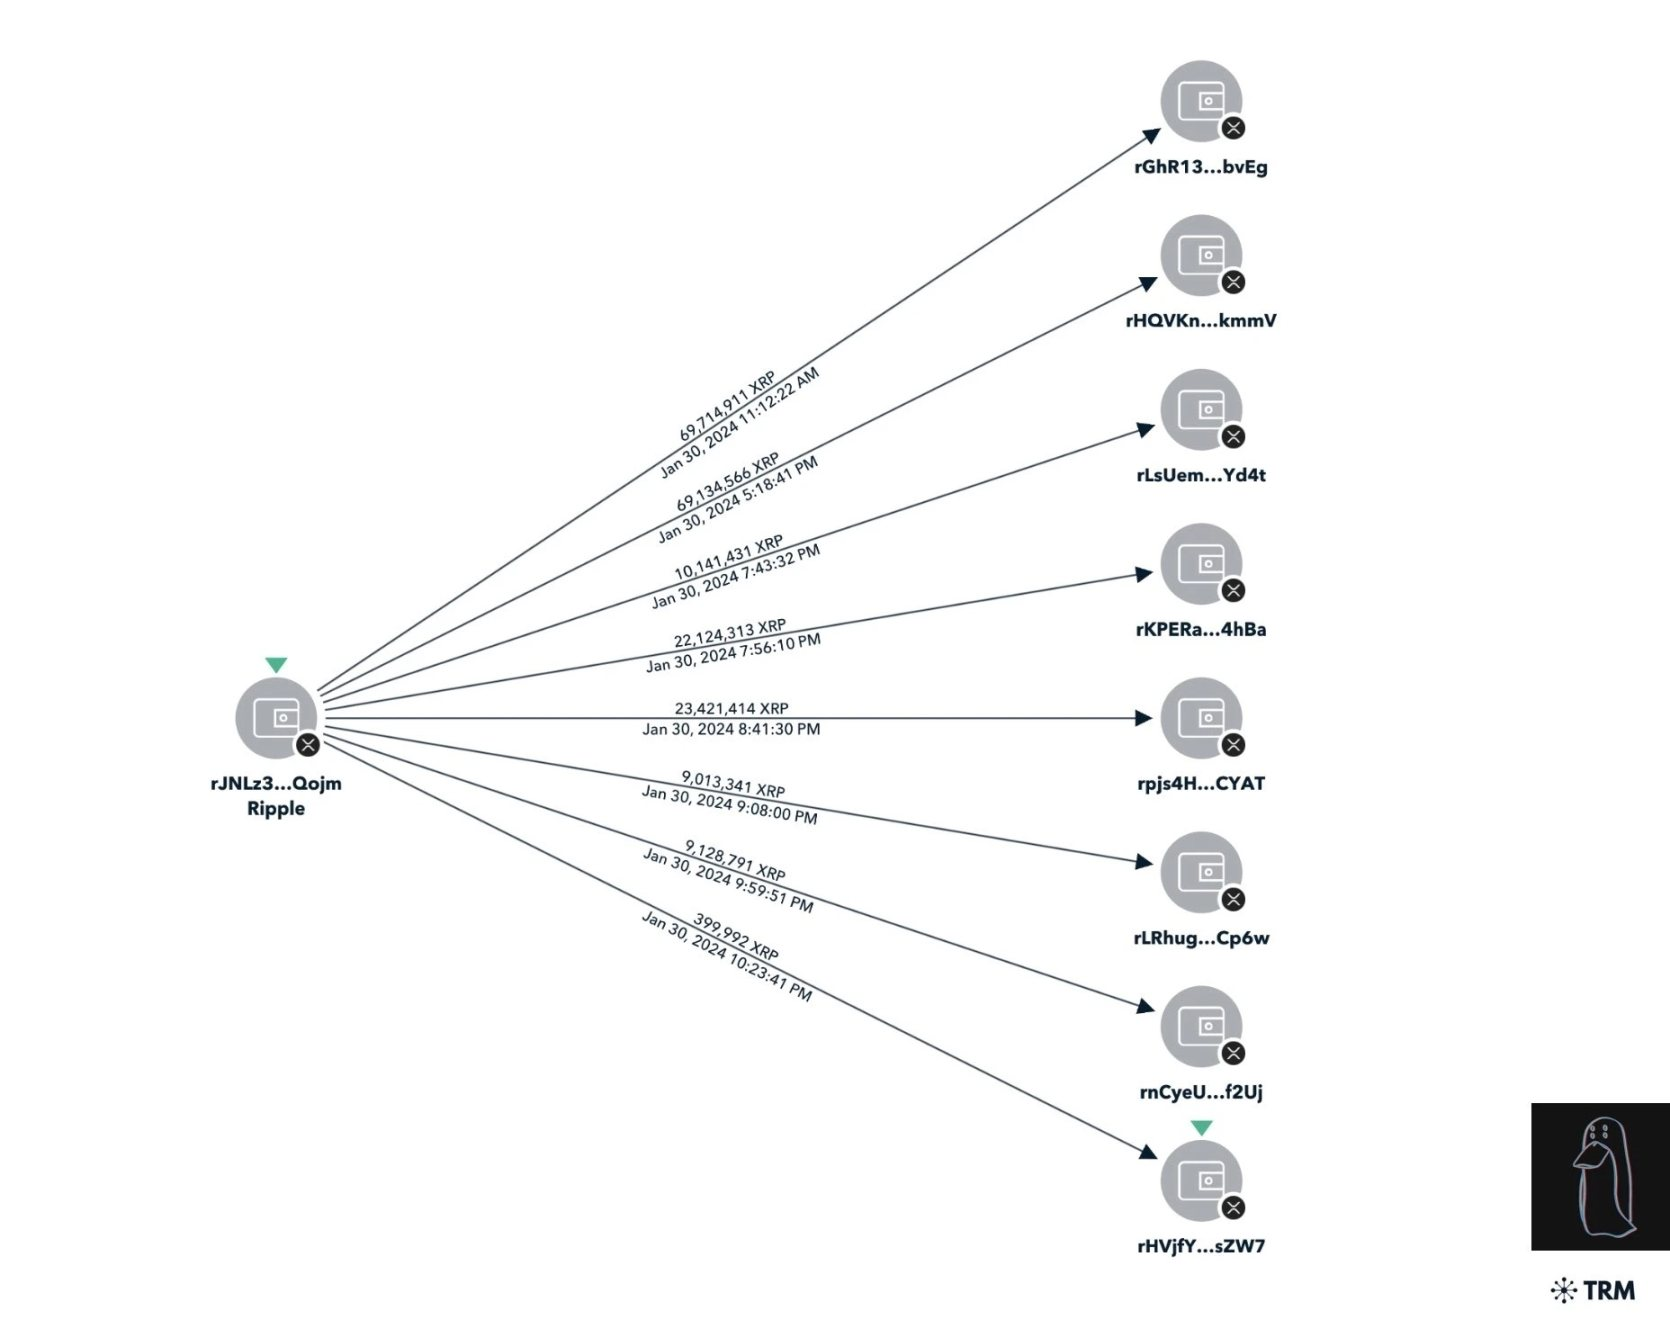 rGhR13...bvEg
rHQVKn...kmmV
69,714,911 XRP
Jan 30, 2024 11:12:22 AM
rLsUem...Yd4t
69,134,566 XRP
Jan 30, 2024 5:18:41 PM
10,141,431 XRP
Jan 30, 2024 7:43:32 PM
rKPERa...4hBa
22,124,313 XRP
Jan 30, 2024 7:56:10 PM
23,421,414 XRP
Jan 30, 2024 8:41:30 PM
rJNLz3...Qojm
Ripple
rpjs4H...CYAT
9,013,341 XRP
Jan 30, 2024 9:08:00 PM
9,128,791 XRP
Jan 30, 2024 9:59:51 PM
399,992 XRP
Jan 30, 2024 10:23:41 PM
rLRhug...Cp6w
rnCyeU...f2Uj
rHVjfY...sZW7
TRM